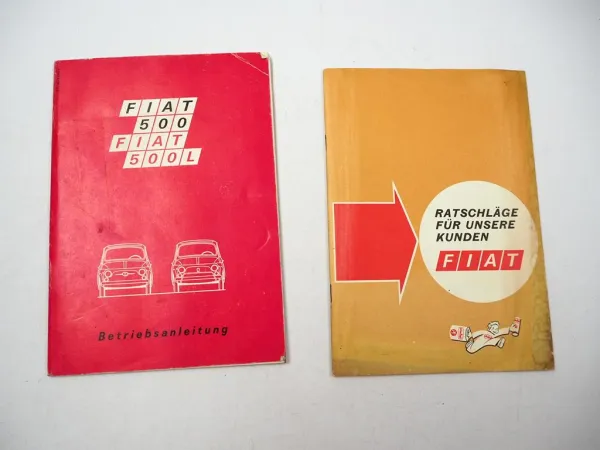 FIAT
500
FIAT
500L
Betriebsanleitung
RATSCHLÄGE
FÜR UNSERE
KUNDEN
FIAT